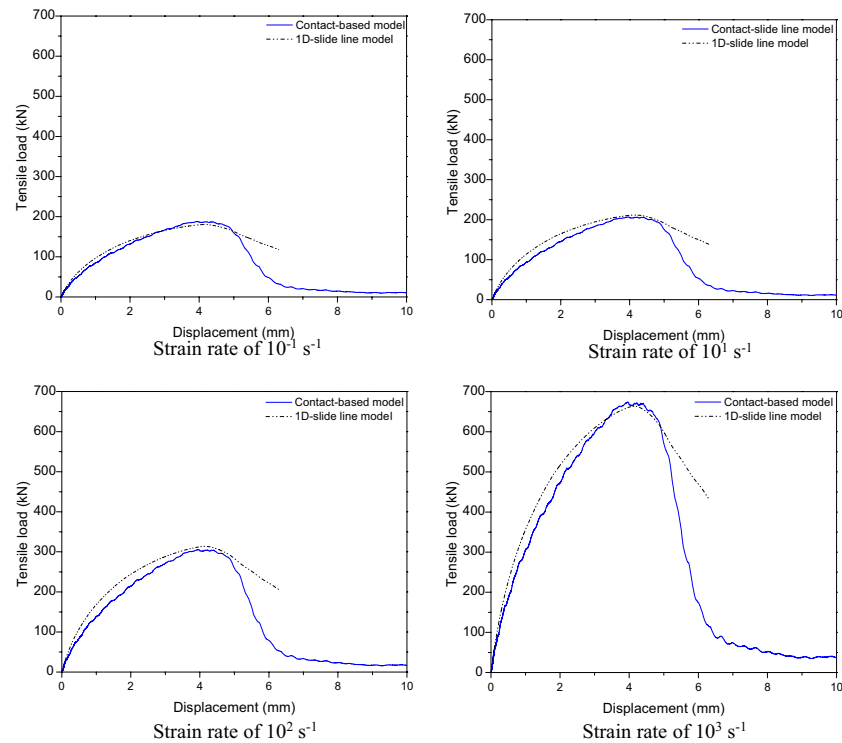 700
600
500
400
300
200
100
0
Tensile load (kN)
Contact-based model
1D-slide line model
0 2 4 6 8 10
Displacement (mm)
Strain rate of 10⁻¹ s⁻¹
700
600
500
400
300
200
100
0
Tensile load (kN)
Contact-slide line model
1D-slide line model
0 2 4 6 8 10
Displacement (mm)
Strain rate of 10¹ s⁻¹
700
600
500
400
300
200
100
0
Tensile load (kN)
Contact-based model
1D-slide line model
0 2 4 6 8 10
Displacement (mm)
Strain rate of 10² s⁻¹
700
600
500
400
300
200
100
0
Tensile load (kN)
Contact-based model
1D-slide line model
0 2 4 6 8 10
Displacement (mm)
Strain rate of 10³ s⁻¹